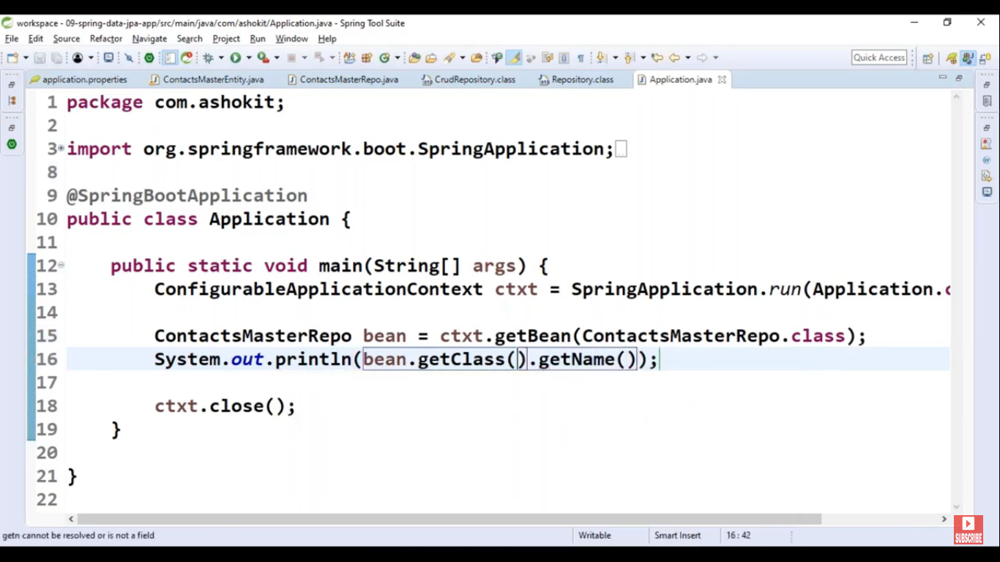 workspace - 09-spring-data-jpa-app/src/main/java/com/ashokit/Application.java - Spring Tool Suite
File Edit Source Refactor Navigate Search Project Run Window Help
Quick Access
application.properties ContactsMasterEntity.java ContactsMasterRepo.java CrudRepository.class Repository.class Application.java
1 package com.ashokit;
2
3 import org.springframework.boot.SpringApplication;
8
9 @SpringBootApplication
10 public class Application {
11
12 public static void main(String[] args) {
13 ConfigurableApplicationContext ctxt = SpringApplication.run(Application.c
14
15 ContactsMasterRepo bean = ctxt.getBean(ContactsMasterRepo.class);
16 System.out.println(bean.getClass().getName());
17
18 ctxt.close();
19 }
20
21 }
22
getn cannot be resolved or is not a field Writable Smart Insert 16 : 42
SUBSCRIBE